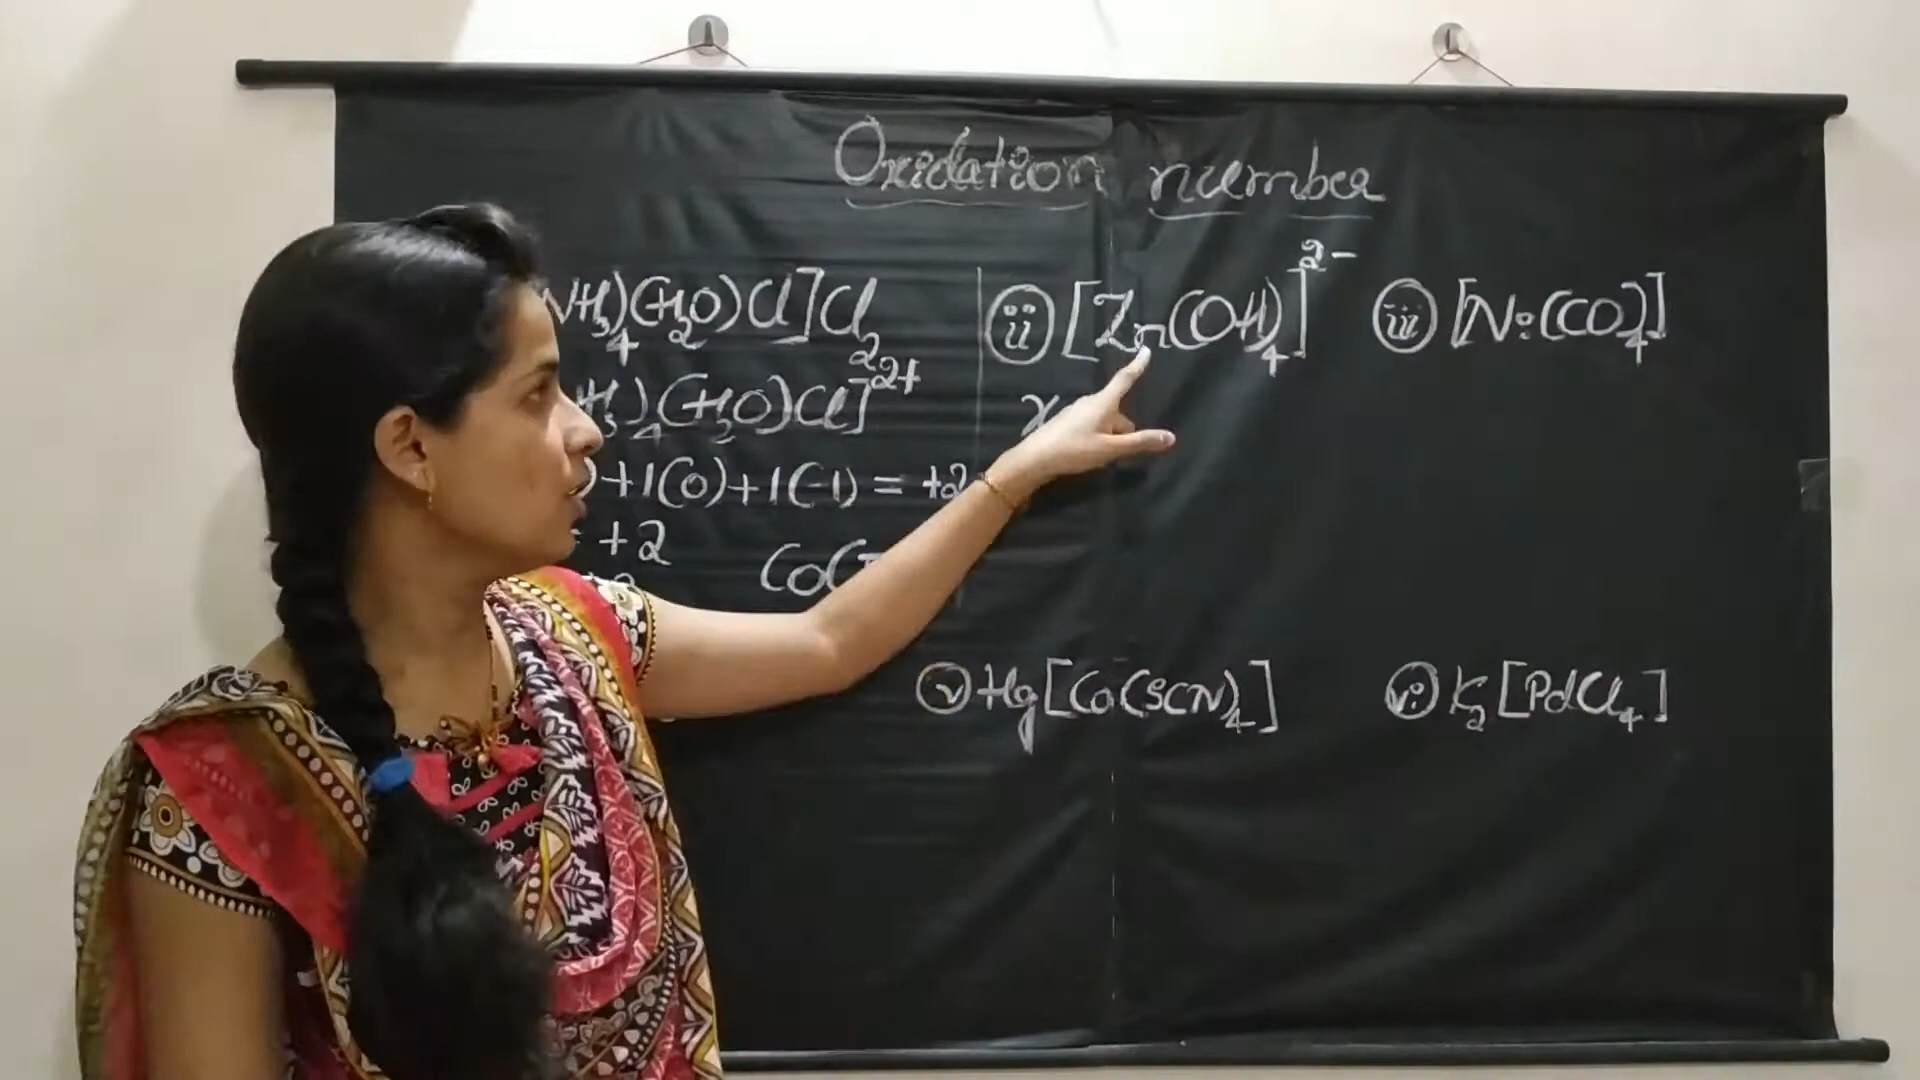 Oxidation number
NH₃)₄(H₂O)Cl]Cl₂
H₃)₄(H₂O)Cl]²⁺
)+1(0)+1(-1) = +2
= +2
Co(
(ii) [Zn(OH)₄]²⁻
x
(iii) [Ni(CO)₄]
(v) Hg[Co(SCN)₄]
(vi) K₂[PdCl₄]